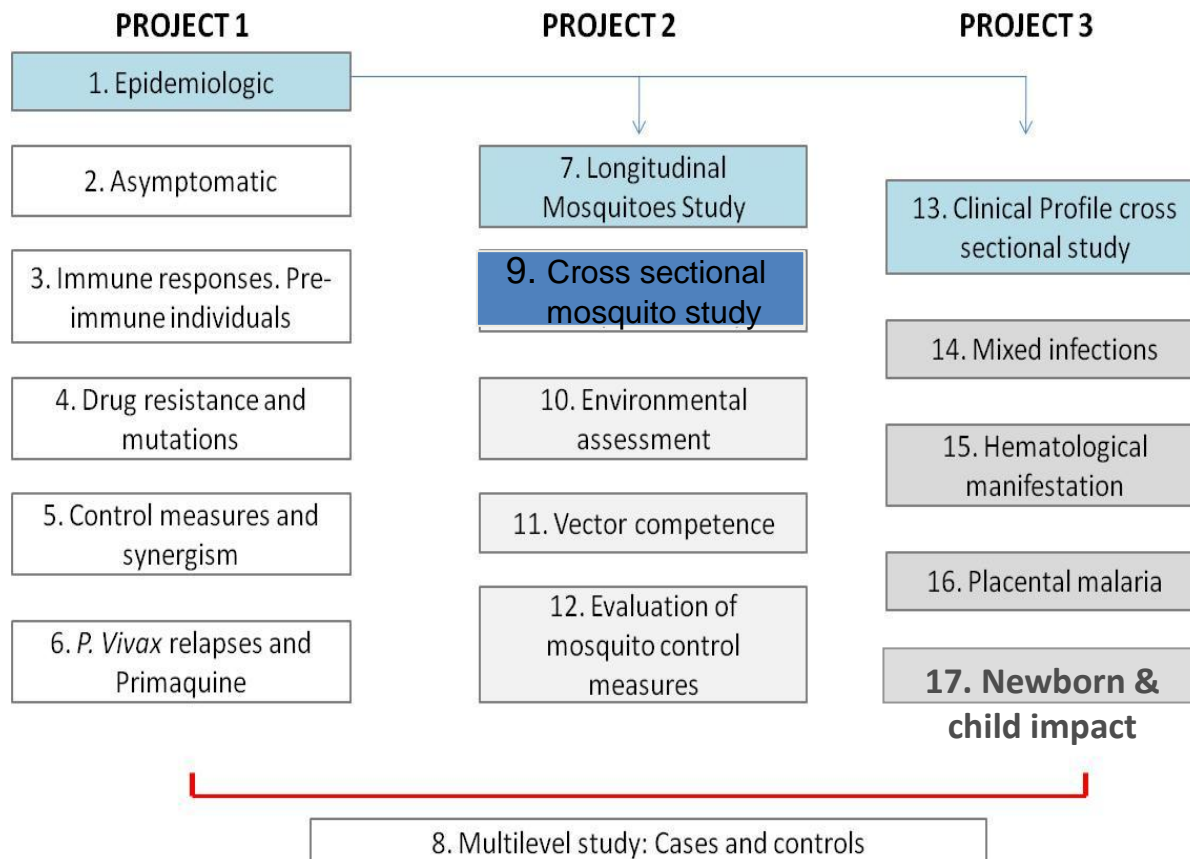 PROJECT 1
1. Epidemiologic
2. Asymptomatic
3. Immune responses. Pre-
immune individuals
4. Drug resistance and
mutations
5. Control measures and
synergism
6. P. Vivax relapses and
Primaquine
PROJECT 2
7. Longitudinal
Mosquitoes Study
9. Cross sectional
mosquito study
10. Environmental
assessment
11. Vector competence
12. Evaluation of
mosquito control
measures
PROJECT 3
13. Clinical Profile cross
sectional study
14. Mixed infections
15. Hematological
manifestation
16. Placental malaria
17. Newborn &
child impact
8. Multilevel study: Cases and controls